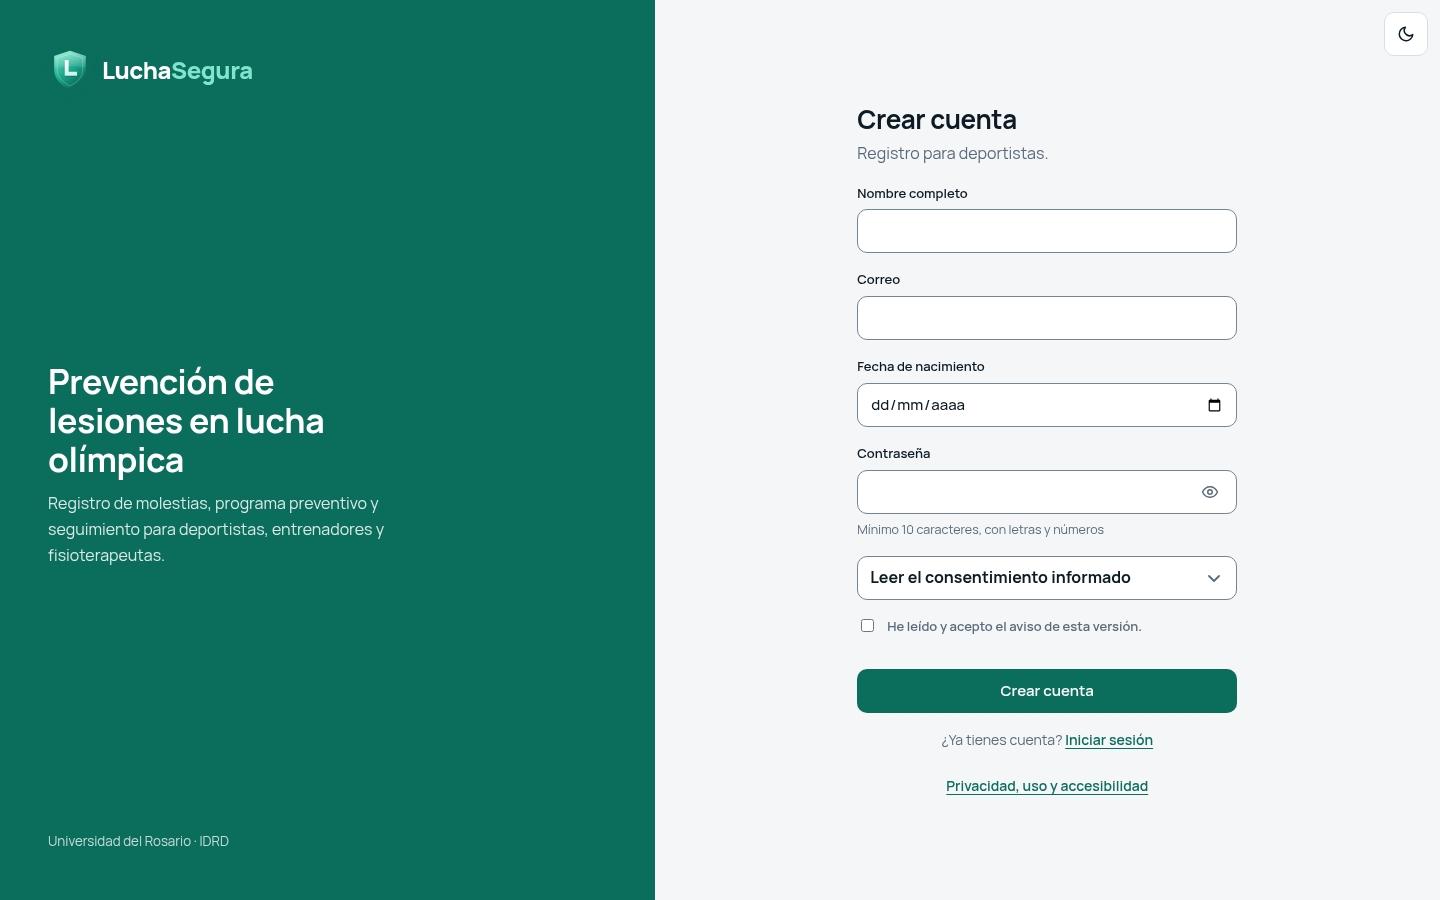 L
LuchaSegura
Prevención de
lesiones en lucha
olímpica
Registro de molestias, programa preventivo y
seguimiento para deportistas, entrenadores y
fisioterapeutas.
Universidad del Rosario · IDRD
Crear cuenta
Registro para deportistas.
Nombre completo
Correo
Fecha de nacimiento
dd/mm/aaaa
Contraseña
Mínimo 10 caracteres, con letras y números
Leer el consentimiento informado
He leído y acepto el aviso de esta versión.
Crear cuenta
¿Ya tienes cuenta? Iniciar sesión
Privacidad, uso y accesibilidad